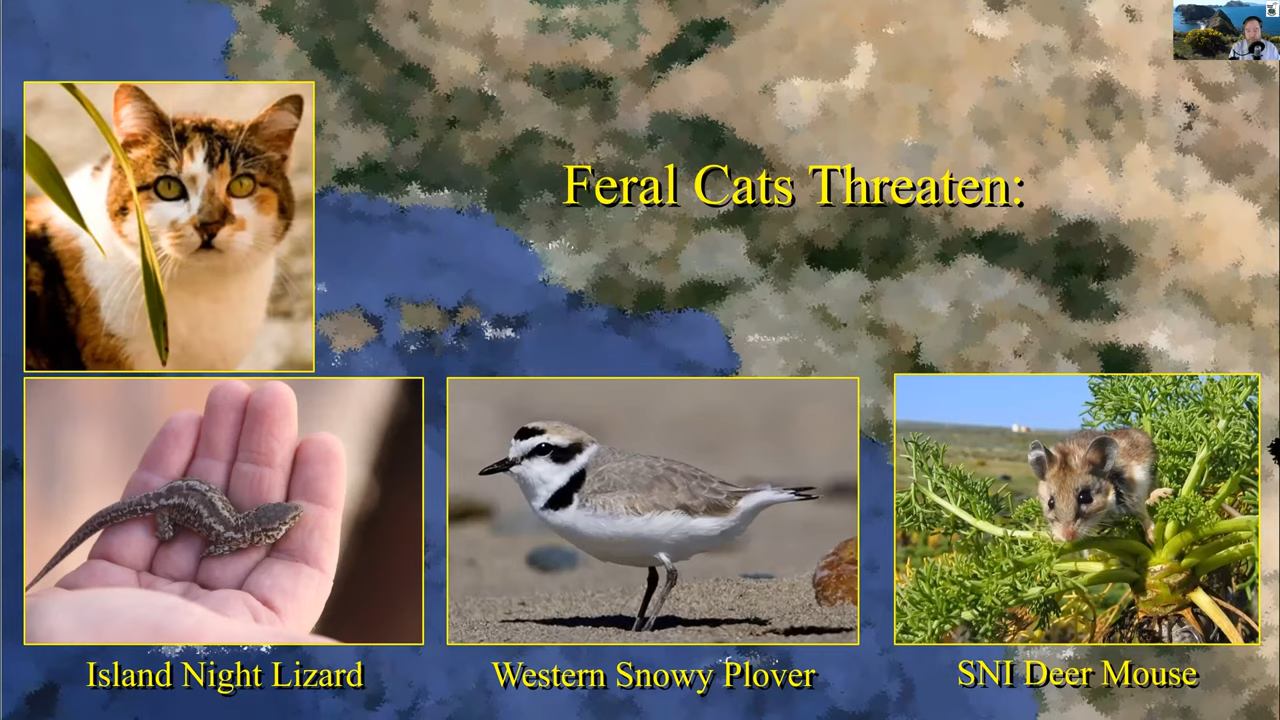 Feral Cats Threaten:
Island Night Lizard
Western Snowy Plover
SNI Deer Mouse